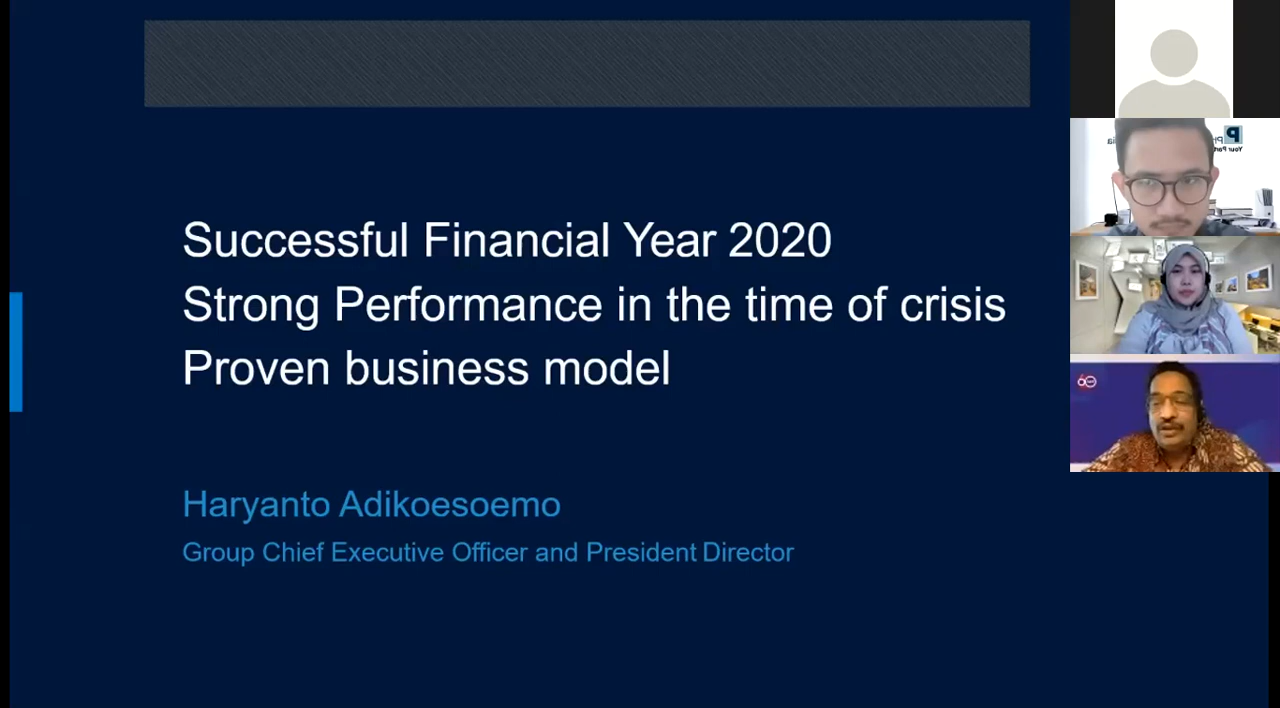 Successful Financial Year 2020
Strong Performance in the time of crisis
Proven business model
Haryanto Adikoesoemo
Group Chief Executive Officer and President Director
P
60